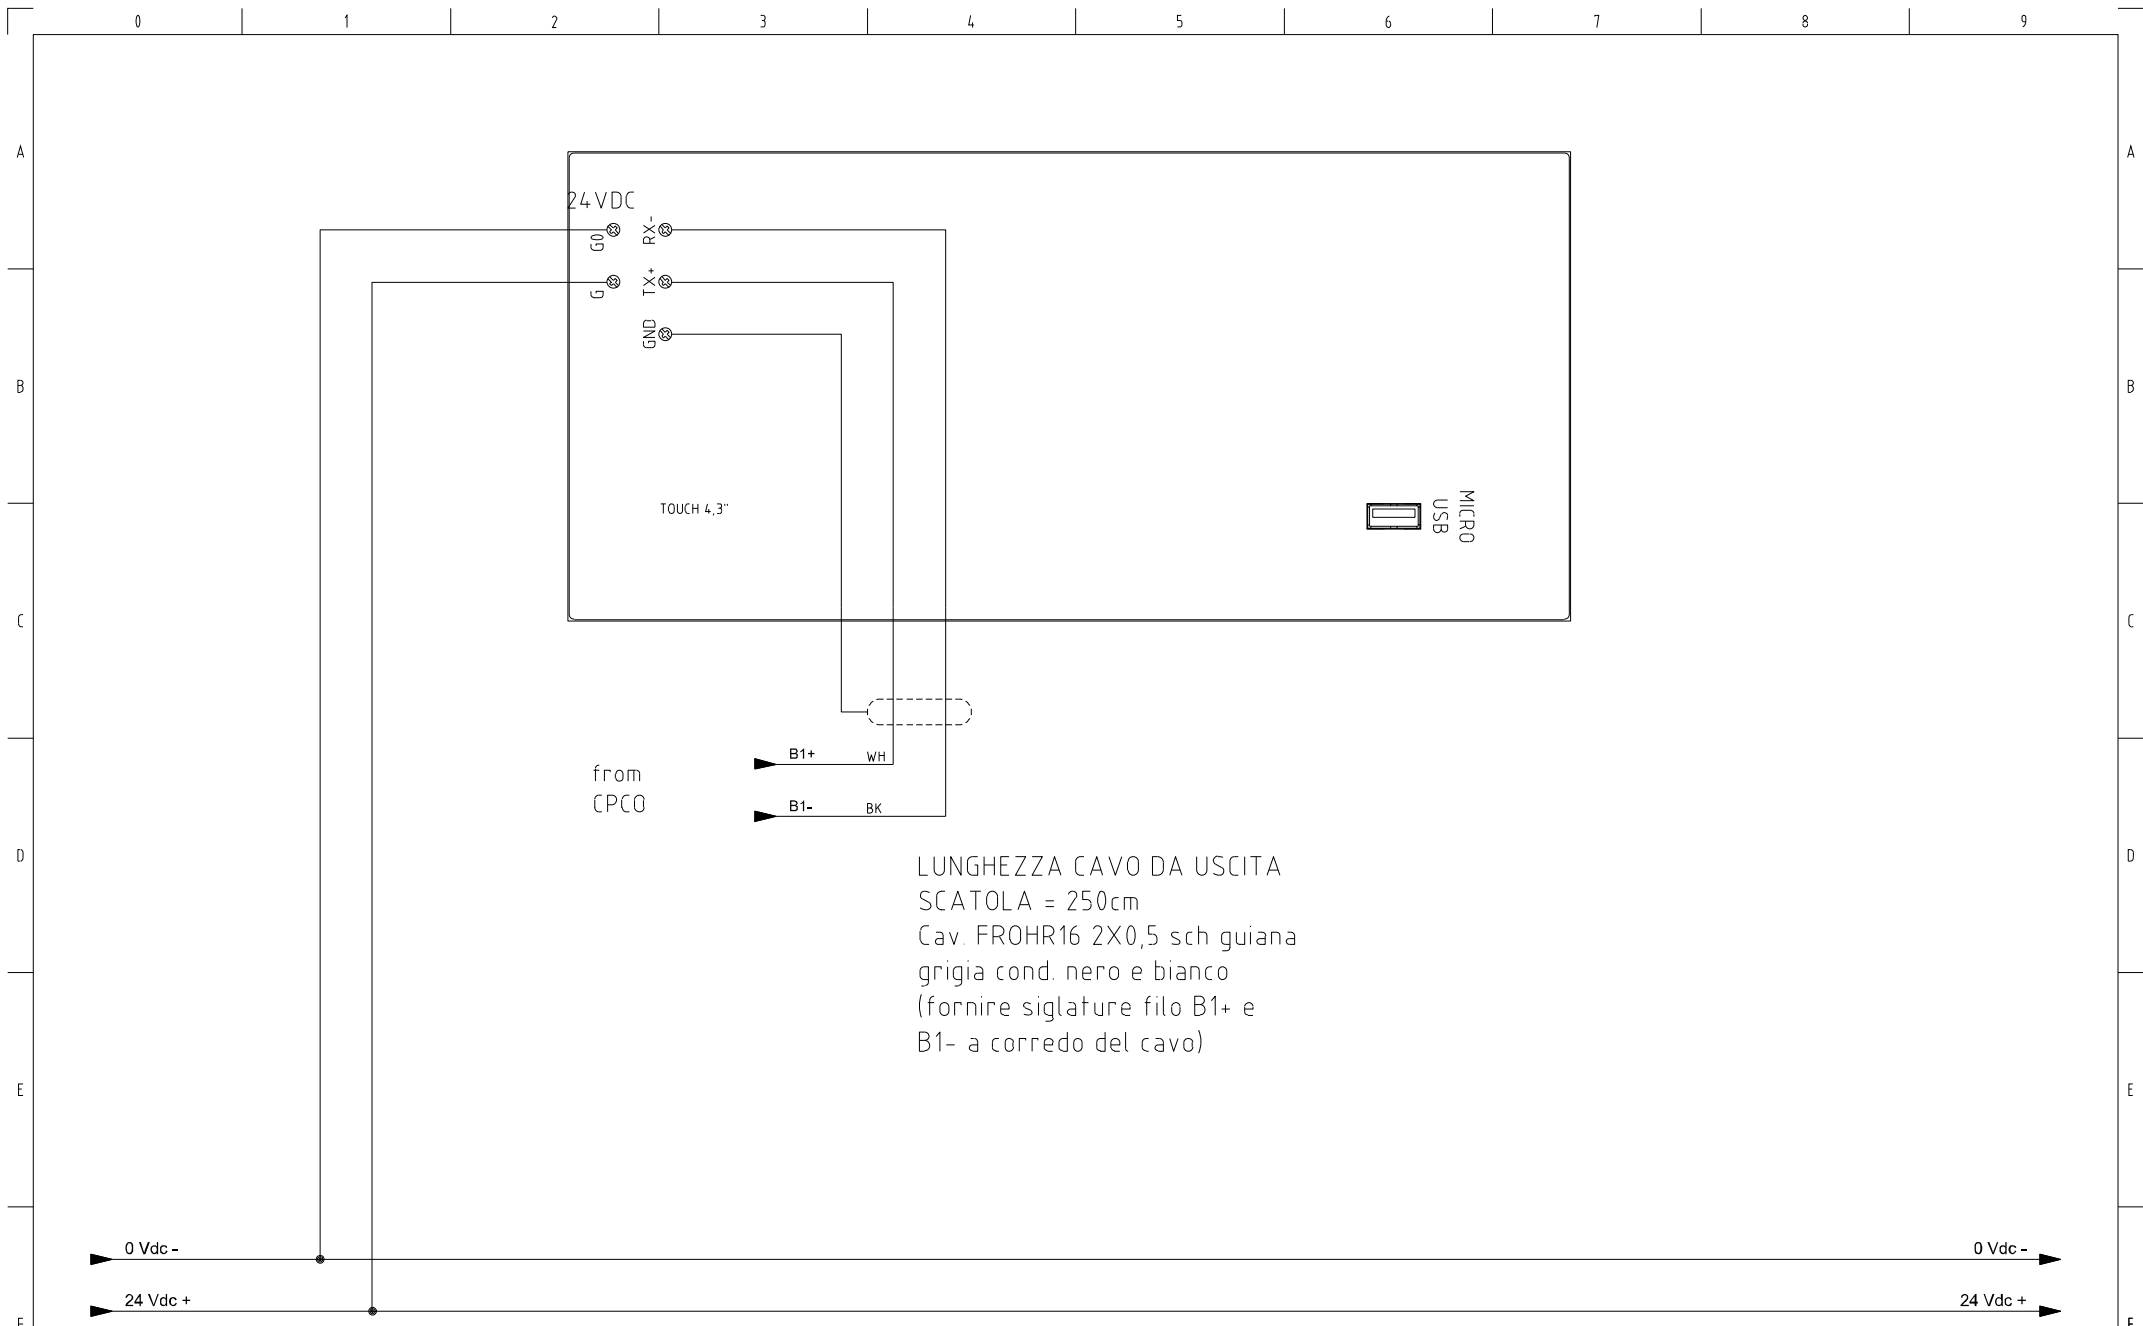 0 1 2 3 4 5 6 7 8 9
A A
24VDC
G0 RX-
G TX+
GND
B B
TOUCH 4,3"
MICRO
USB
C C
B1+ WH
from
CPCO
B1- BK
D D
LUNGHEZZA CAVO DA USCITA
SCATOLA = 250cm
Cav. FROHR16 2X0,5 sch guiana
grigia cond. nero e bianco
(fornire siglature filo B1+ e
B1- a corredo del cavo)
E E
0 Vdc - 0 Vdc -
24 Vdc + 24 Vdc +